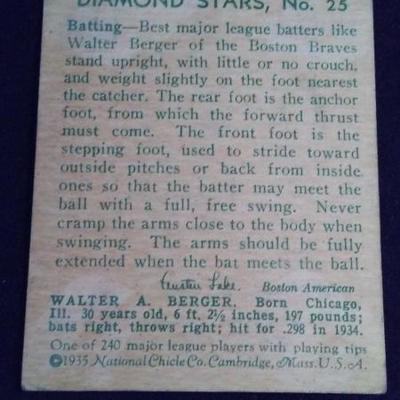 DIAMOND STARS, No. 25
Batting—Best major league batters like
Walter Berger of the Boston Braves
stand upright, with little or no crouch,
and weight slightly on the foot nearest
the catcher. The rear foot is the anchor
foot, from which the forward thrust
must come. The front foot is the
stepping foot, used to stride toward
outside pitches or back from inside
ones so that the batter may meet the
ball with a full, free swing. Never
cramp the arms close to the body when
swinging. The arms should be fully
extended when the bat meets the ball.
Austen Lake. Boston American
WALTER A. BERGER. Born Chicago,
Ill. 30 years old, 6 ft, 2½ inches, 197 pounds;
bats right, throws right; hit for .298 in 1934.
One of 240 major league players with playing tips
©1935 National Chicle Co. Cambridge, Mass. U.S.A.